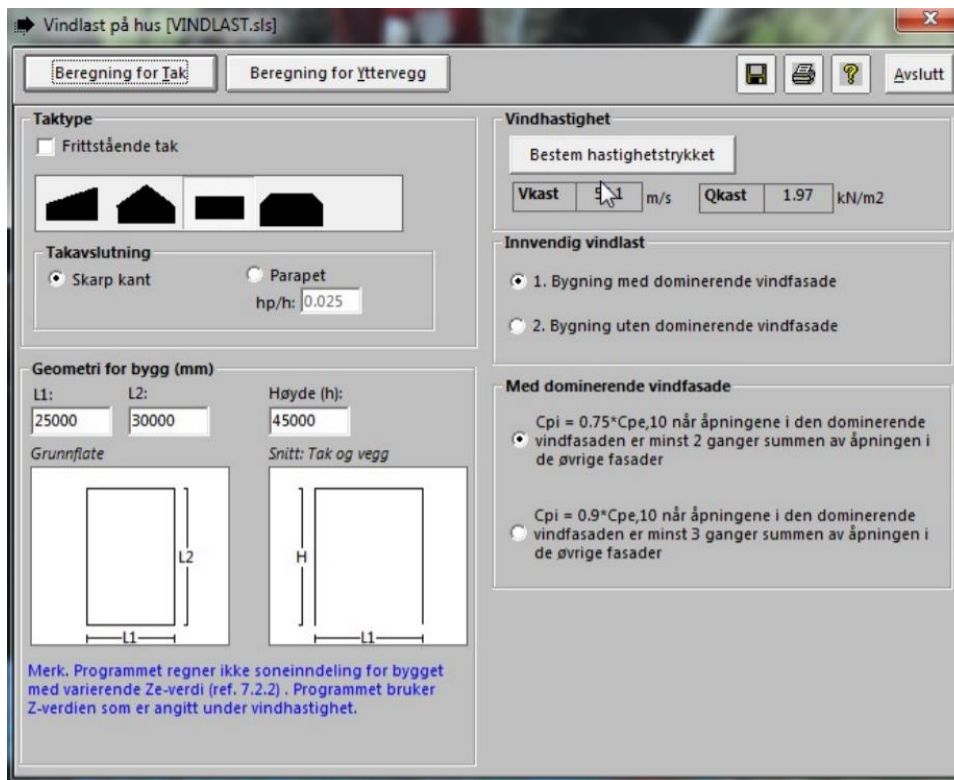 Vindlast på hus [VINDLAST.sls]
Beregning for Tak
Beregning for Yttervegg
Avslutt
Taktype
Frittstående tak
Takavslutning
Skarp kant
Parapet
hp/h: 0.025
Geometri for bygg (mm)
L1:
L2:
Høyde (h):
25000
30000
45000
Grunnflate
Snitt: Tak og vegg
L2
L1
H
L1
Merk. Programmet regner ikke soneinndeling for bygget
med varierende Ze-verdi (ref. 7.2.2) . Programmet bruker
Z-verdien som er angitt under vindhastighet.
Vindhastighet
Bestem hastighetstrykket
Vkast m/s Qkast 1.97 kN/m2
Innvendig vindlast
1. Bygning med dominerende vindfasade
2. Bygning uten dominerende vindfasade
Med dominerende vindfasade
Cpi = 0.75*Cpe,10 når åpningene i den dominerende
vindfasaden er minst 2 ganger summen av åpningen i
de øvrige fasader
Cpi = 0.9*Cpe,10 når åpningene i den dominerende
vindfasaden er minst 3 ganger summen av åpningen i
de øvrige fasader